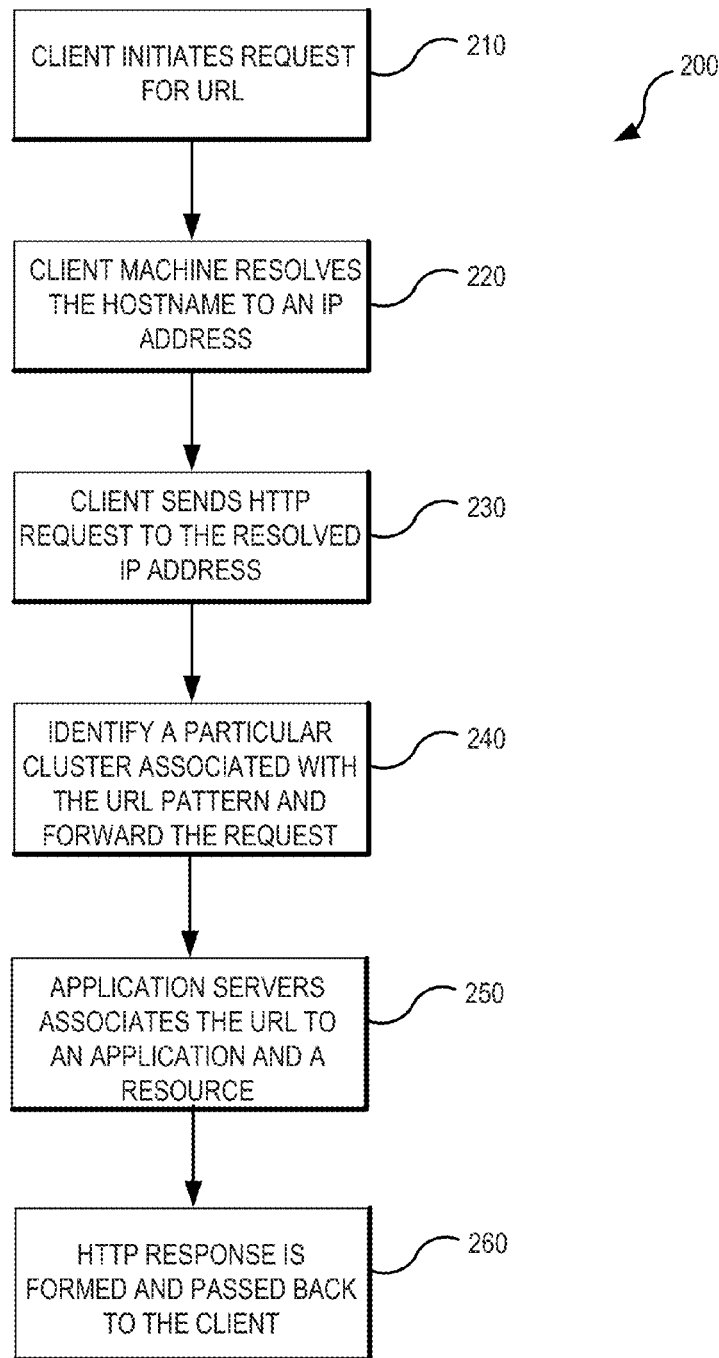 CLIENT INITIATES REQUEST
FOR URL
210
200
CLIENT MACHINE RESOLVES
THE HOSTNAME TO AN IP
ADDRESS
220
CLIENT SENDS HTTP
REQUEST TO THE RESOLVED
IP ADDRESS
230
IDENTIFY A PARTICULAR
CLUSTER ASSOCIATED WITH
THE URL PATTERN AND
FORWARD THE REQUEST
240
APPLICATION SERVERS
ASSOCIATES THE URL TO
AN APPLICATION AND A
RESOURCE
250
HTTP RESPONSE IS
FORMED AND PASSED BACK
TO THE CLIENT
260